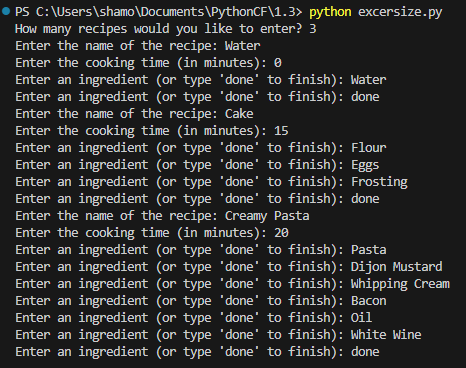 PS C:\Users\shamo\Documents\PythonCF\1.3> python excersize.py
How many recipes would you like to enter? 3
Enter the name of the recipe: Water
Enter the cooking time (in minutes): 0
Enter an ingredient (or type 'done' to finish): Water
Enter an ingredient (or type 'done' to finish): done
Enter the name of the recipe: Cake
Enter the cooking time (in minutes): 15
Enter an ingredient (or type 'done' to finish): Flour
Enter an ingredient (or type 'done' to finish): Eggs
Enter an ingredient (or type 'done' to finish): Frosting
Enter an ingredient (or type 'done' to finish): done
Enter the name of the recipe: Creamy Pasta
Enter the cooking time (in minutes): 20
Enter an ingredient (or type 'done' to finish): Pasta
Enter an ingredient (or type 'done' to finish): Dijon Mustard
Enter an ingredient (or type 'done' to finish): Whipping Cream
Enter an ingredient (or type 'done' to finish): Bacon
Enter an ingredient (or type 'done' to finish): Oil
Enter an ingredient (or type 'done' to finish): White Wine
Enter an ingredient (or type 'done' to finish): done